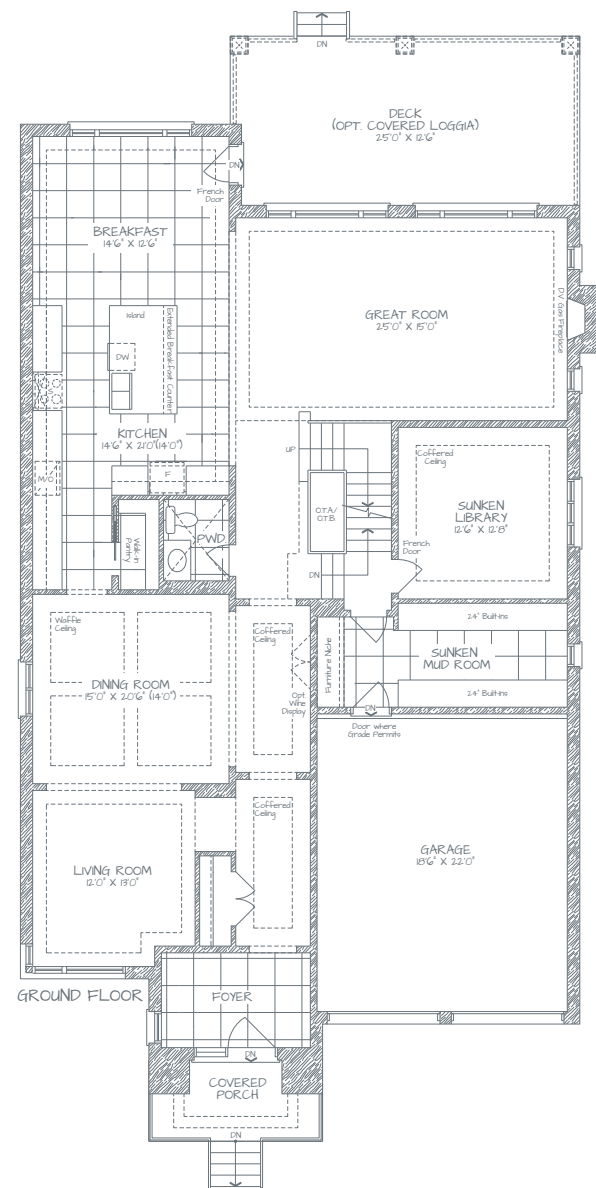 DN
DECK
(OPT. COVERED LOGGIA)
25'0" X 12'6"
DN
French
Door
BREAKFAST
14'6" X 12'6"
GREAT ROOM
25'0" X 15'0"
DV Gas Fireplace
Island
Extended Breakfast Counter
DW
S
KITCHEN
14'6" X 21'0"(14'0")
UP
Coffered
Ceiling
M/O
F
O.T.A/
O.T.B.
SUNKEN
LIBRARY
12'6" X 12'8"
PWD.
Walk-in
Pantry
French
Door
DN
Waffle
Ceiling
Coffered
Ceiling
24" Built-ins
Furniture Niche
SUNKEN
MUD ROOM
DINING ROOM
15'0" X 20'6" (14'0")
Opt
Wine
Display
24" Built-ins
DN
Door where
Grade Permits
Coffered
Ceiling
GARAGE
18'6" X 22'0"
LIVING ROOM
12'0" X 13'0"
GROUND FLOOR
FOYER
DN
COVERED
PORCH
DN